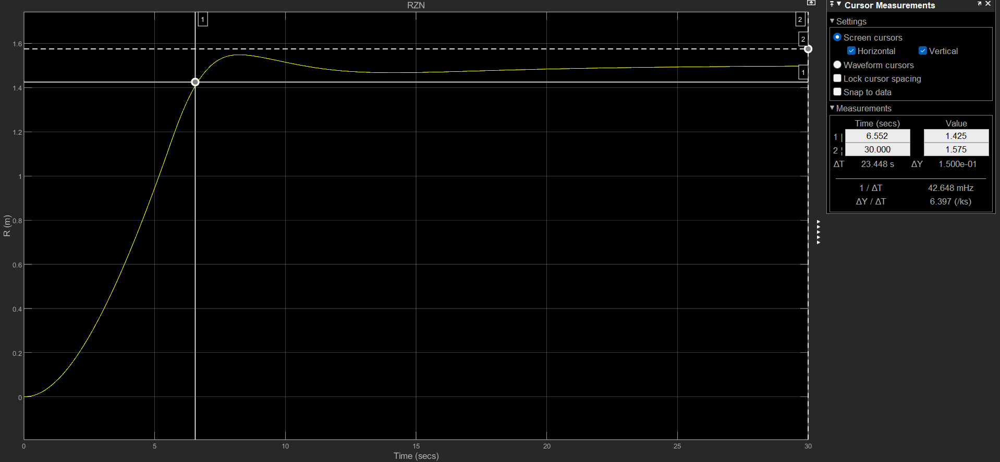 RZN
1
2
2
1
1.6
1.4
1.2
1
0.8
0.6
0.4
0.2
0
R (m)
0
5
10
15
20
25
30
Time (secs)
Cursor Measurements
Settings
Screen cursors
Horizontal Vertical
Waveform cursors
Lock cursor spacing
Snap to data
Measurements
Time (secs) Value
1 | 6.552 1.425
2 ¦ 30.000 1.575
ΔT 23.448 s ΔY 1.500e-01
1 / ΔT 42.648 mHz
ΔY / ΔT 6.397 (/ks)